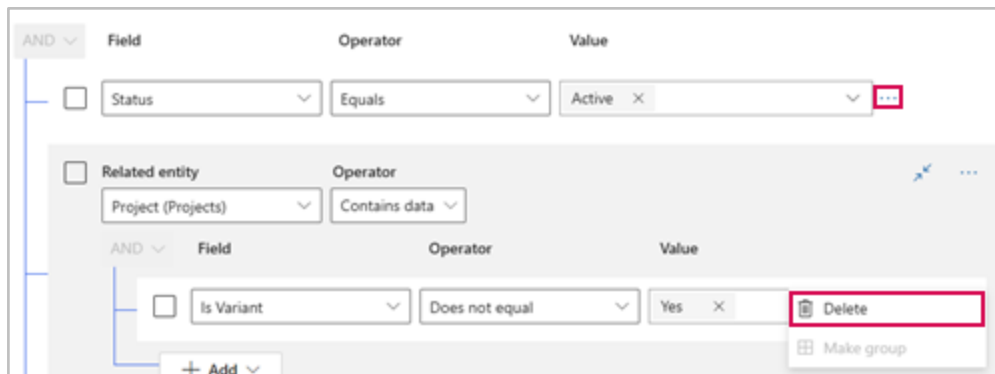 AND Field Operator Value
Status Equals Active × ...
Related entity Operator ...
Project (Projects) Contains data
AND Field Operator Value
Is Variant Does not equal Yes × Delete
Make group
+ Add